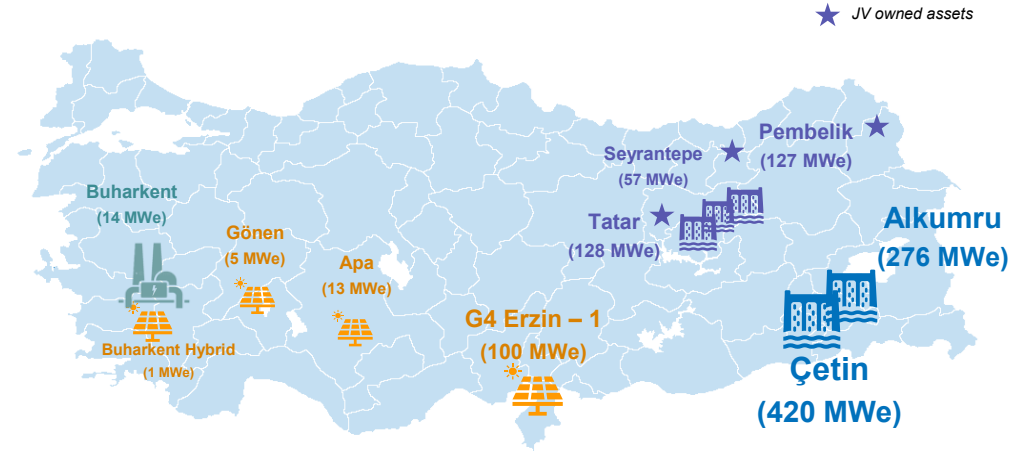 JV owned assets
Pembelik
(127 MWe)
Seyrantepe
(57 MWe)
Buharkent
(14 MWe)
Tatar
(128 MWe)
Alkumru
(276 MWe)
Gönen
(5 MWe)
Apa
(13 MWe)
G4 Erzin – 1
(100 MWe)
Buharkent Hybrid
(1 MWe)
Çetin
(420 MWe)